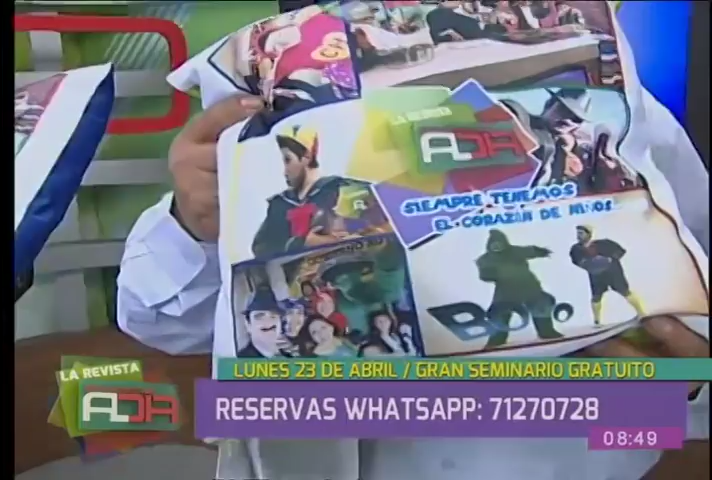 LA REVISTA
ADH
SIEMPRE TENEMOS
EL CORAZÓN DE NIÑOS
LA REVISTA
ADH
LUNES 23 DE ABRIL / GRAN SEMINARIO GRATUITO
RESERVAS WHATSAPP: 71270728
08:49